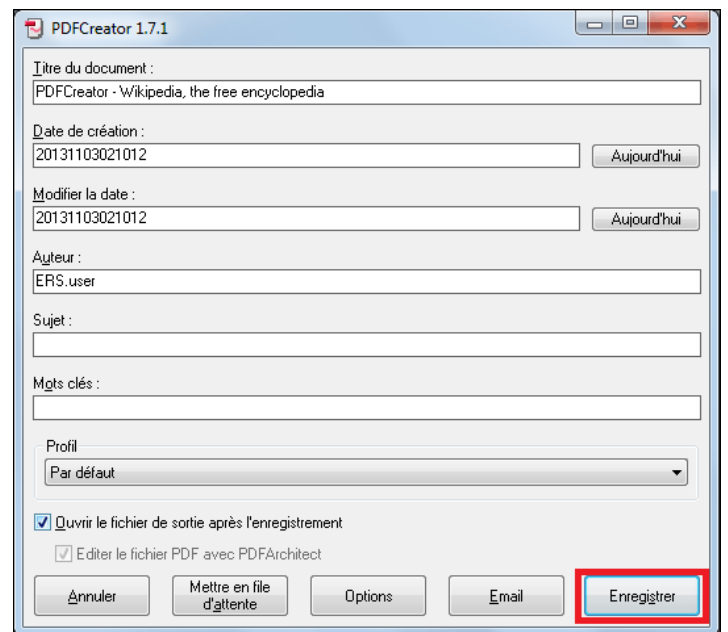 PDFCreator 1.7.1
Titre du document :
PDFCreator - Wikipedia, the free encyclopedia
Date de création :
20131103021012
Aujourd'hui
Modifier la date :
20131103021012
Aujourd'hui
Auteur :
ERS.user
Sujet :
Mots clés :
Profil
Par défaut
Ouvrir le fichier de sortie après l'enregistrement
Editer le fichier PDF avec PDFArchitect
Annuler
Mettre en file
d'attente
Options
Email
Enregistrer